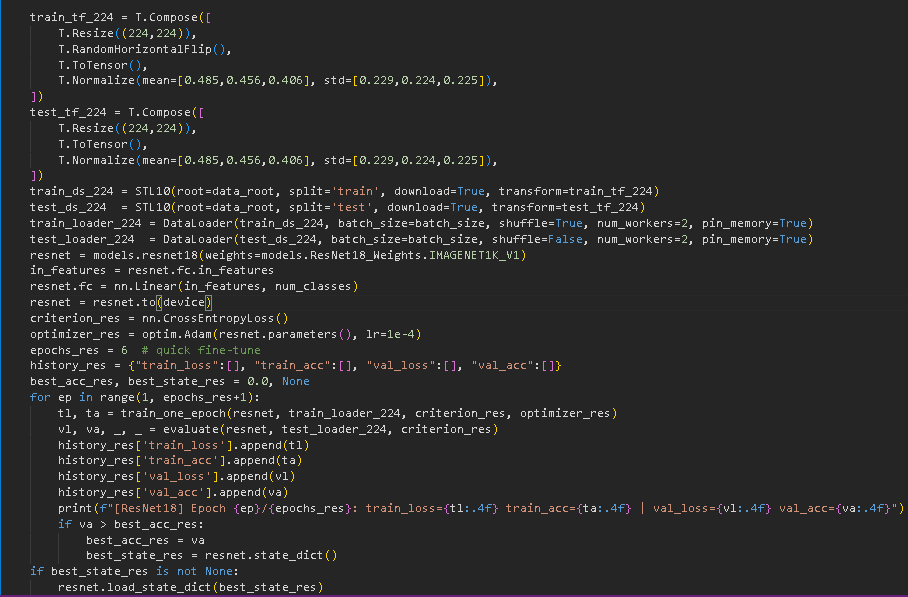 train_tf_224 = T.Compose([
    T.Resize((224,224)),
    T.RandomHorizontalFlip(),
    T.ToTensor(),
    T.Normalize(mean=[0.485,0.456,0.406], std=[0.229,0.224,0.225]),
])
test_tf_224 = T.Compose([
    T.Resize((224,224)),
    T.ToTensor(),
    T.Normalize(mean=[0.485,0.456,0.406], std=[0.229,0.224,0.225]),
])
train_ds_224 = STL10(root=data_root, split='train', download=True, transform=train_tf_224)
test_ds_224  = STL10(root=data_root, split='test', download=True, transform=test_tf_224)
train_loader_224 = DataLoader(train_ds_224, batch_size=batch_size, shuffle=True, num_workers=2, pin_memory=True)
test_loader_224  = DataLoader(test_ds_224, batch_size=batch_size, shuffle=False, num_workers=2, pin_memory=True)
resnet = models.resnet18(weights=models.ResNet18_Weights.IMAGENET1K_V1)
in_features = resnet.fc.in_features
resnet.fc = nn.Linear(in_features, num_classes)
resnet = resnet.to(device)
criterion_res = nn.CrossEntropyLoss()
optimizer_res = optim.Adam(resnet.parameters(), lr=1e-4)
epochs_res = 6  # quick fine-tune
history_res = {"train_loss":[], "train_acc":[], "val_loss":[], "val_acc":[]}
best_acc_res, best_state_res = 0.0, None
for ep in range(1, epochs_res+1):
    tl, ta = train_one_epoch(resnet, train_loader_224, criterion_res, optimizer_res)
    vl, va, _, _ = evaluate(resnet, test_loader_224, criterion_res)
    history_res['train_loss'].append(tl)
    history_res['train_acc'].append(ta)
    history_res['val_loss'].append(vl)
    history_res['val_acc'].append(va)
    print(f"[ResNet18] Epoch {ep}/{epochs_res}: train_loss={tl:.4f} train_acc={ta:.4f} | val_loss={vl:.4f} val_acc={va:.4f}")
    if va > best_acc_res:
        best_acc_res = va
        best_state_res = resnet.state_dict()
if best_state_res is not None:
    resnet.load_state_dict(best_state_res)